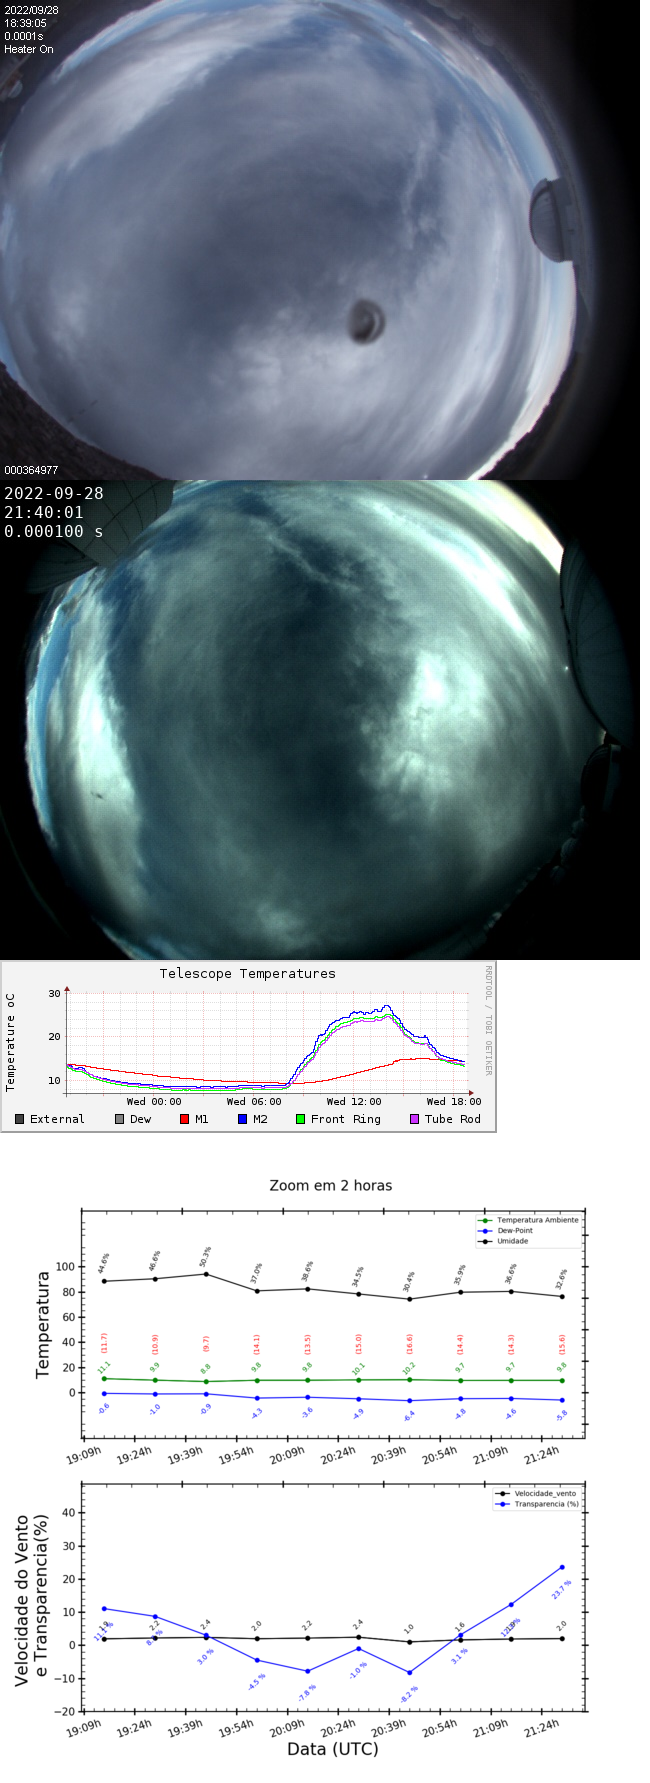 2022/09/28
18:39:05
0.0001s
Heater On
000364977
2022-09-28
21:40:01
0.000100 s
Telescope Temperatures
RRDTOOL / TOBI OETIKER
Temperature oC
30
20
10
Wed 00:00 Wed 06:00 Wed 12:00 Wed 18:00
External Dew M1 M2 Front Ring Tube Rod
Zoom em 2 horas
Temperatura Ambiente
Dew-Point
Umidade
Temperatura
100
80
60
40
20
0
44.6% 46.6% 50.3% 37.0% 38.6% 34.5% 30.4% 35.9% 36.6% 32.6%
(11.7) (10.9) (9.7) (14.1) (13.5) (15.0) (16.6) (14.4) (14.3) (15.6)
11.1 9.9 8.8 9.8 9.8 10.1 10.2 9.7 9.7 9.8
-0.6 -1.0 -0.9 -4.3 -3.6 -4.9 -6.4 -4.8 -4.6 -5.8
19:09h 19:24h 19:39h 19:54h 20:09h 20:24h 20:39h 20:54h 21:09h 21:24h
Velocidade_vento
Transparencia (%)
Velocidade do Vento
e Transparencia(%)
40
30
20
10
0
−10
−20
1.9 2.2 2.4 2.0 2.2 2.4 1.0 1.6 2.0
3.0 % -4.5 % -7.8 % -1.0 % -8.2 % 3.1 % 23.7 %
19:09h 19:24h 19:39h 19:54h 20:09h 20:24h 20:39h 20:54h 21:09h 21:24h
Data (UTC)